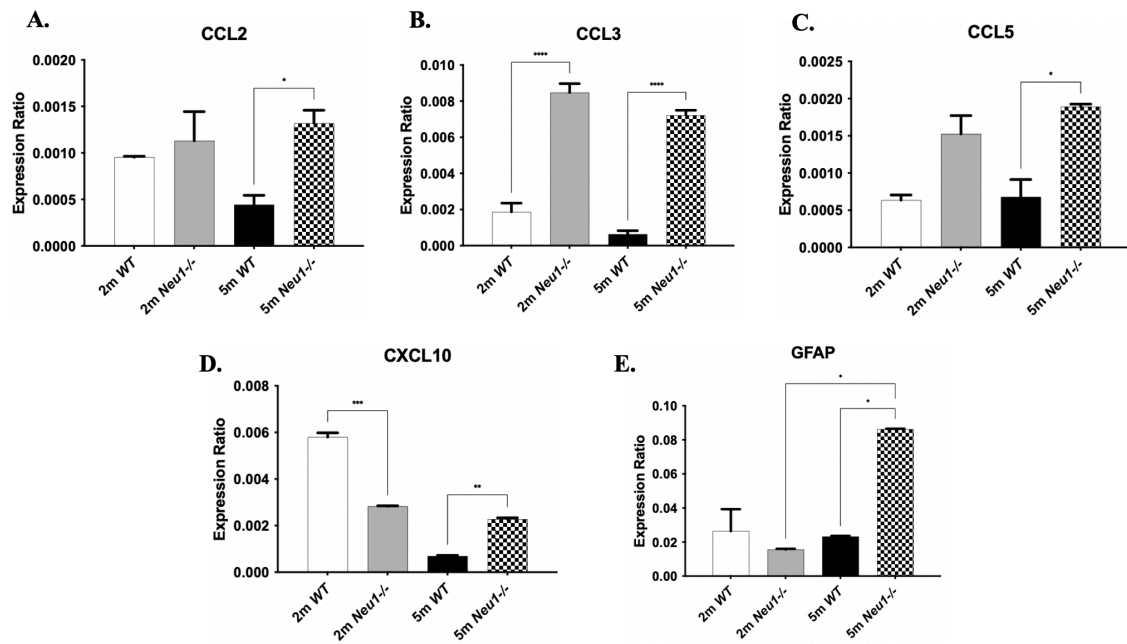 A.
CCL2
Expression Ratio
0.0020
0.0015
0.0010
0.0005
0.0000
*
2m WT
2m Neu1-/-
5m WT
5m Neu1-/-
B.
CCL3
Expression Ratio
0.010
0.008
0.006
0.004
0.002
0.000
****
****
2m WT
2m Neu1-/-
5m WT
5m Neu1-/-
C.
CCL5
Expression Ratio
0.0025
0.0020
0.0015
0.0010
0.0005
0.0000
*
2m WT
2m Neu1-/-
5m WT
5m Neu1-/-
D.
CXCL10
Expression Ratio
0.008
0.006
0.004
0.002
0.000
***
**
2m WT
2m Neu1-/-
5m WT
5m Neu1-/-
E.
GFAP
Expression Ratio
0.10
0.08
0.06
0.04
0.02
0.00
*
*
2m WT
2m Neu1-/-
5m WT
5m Neu1-/-